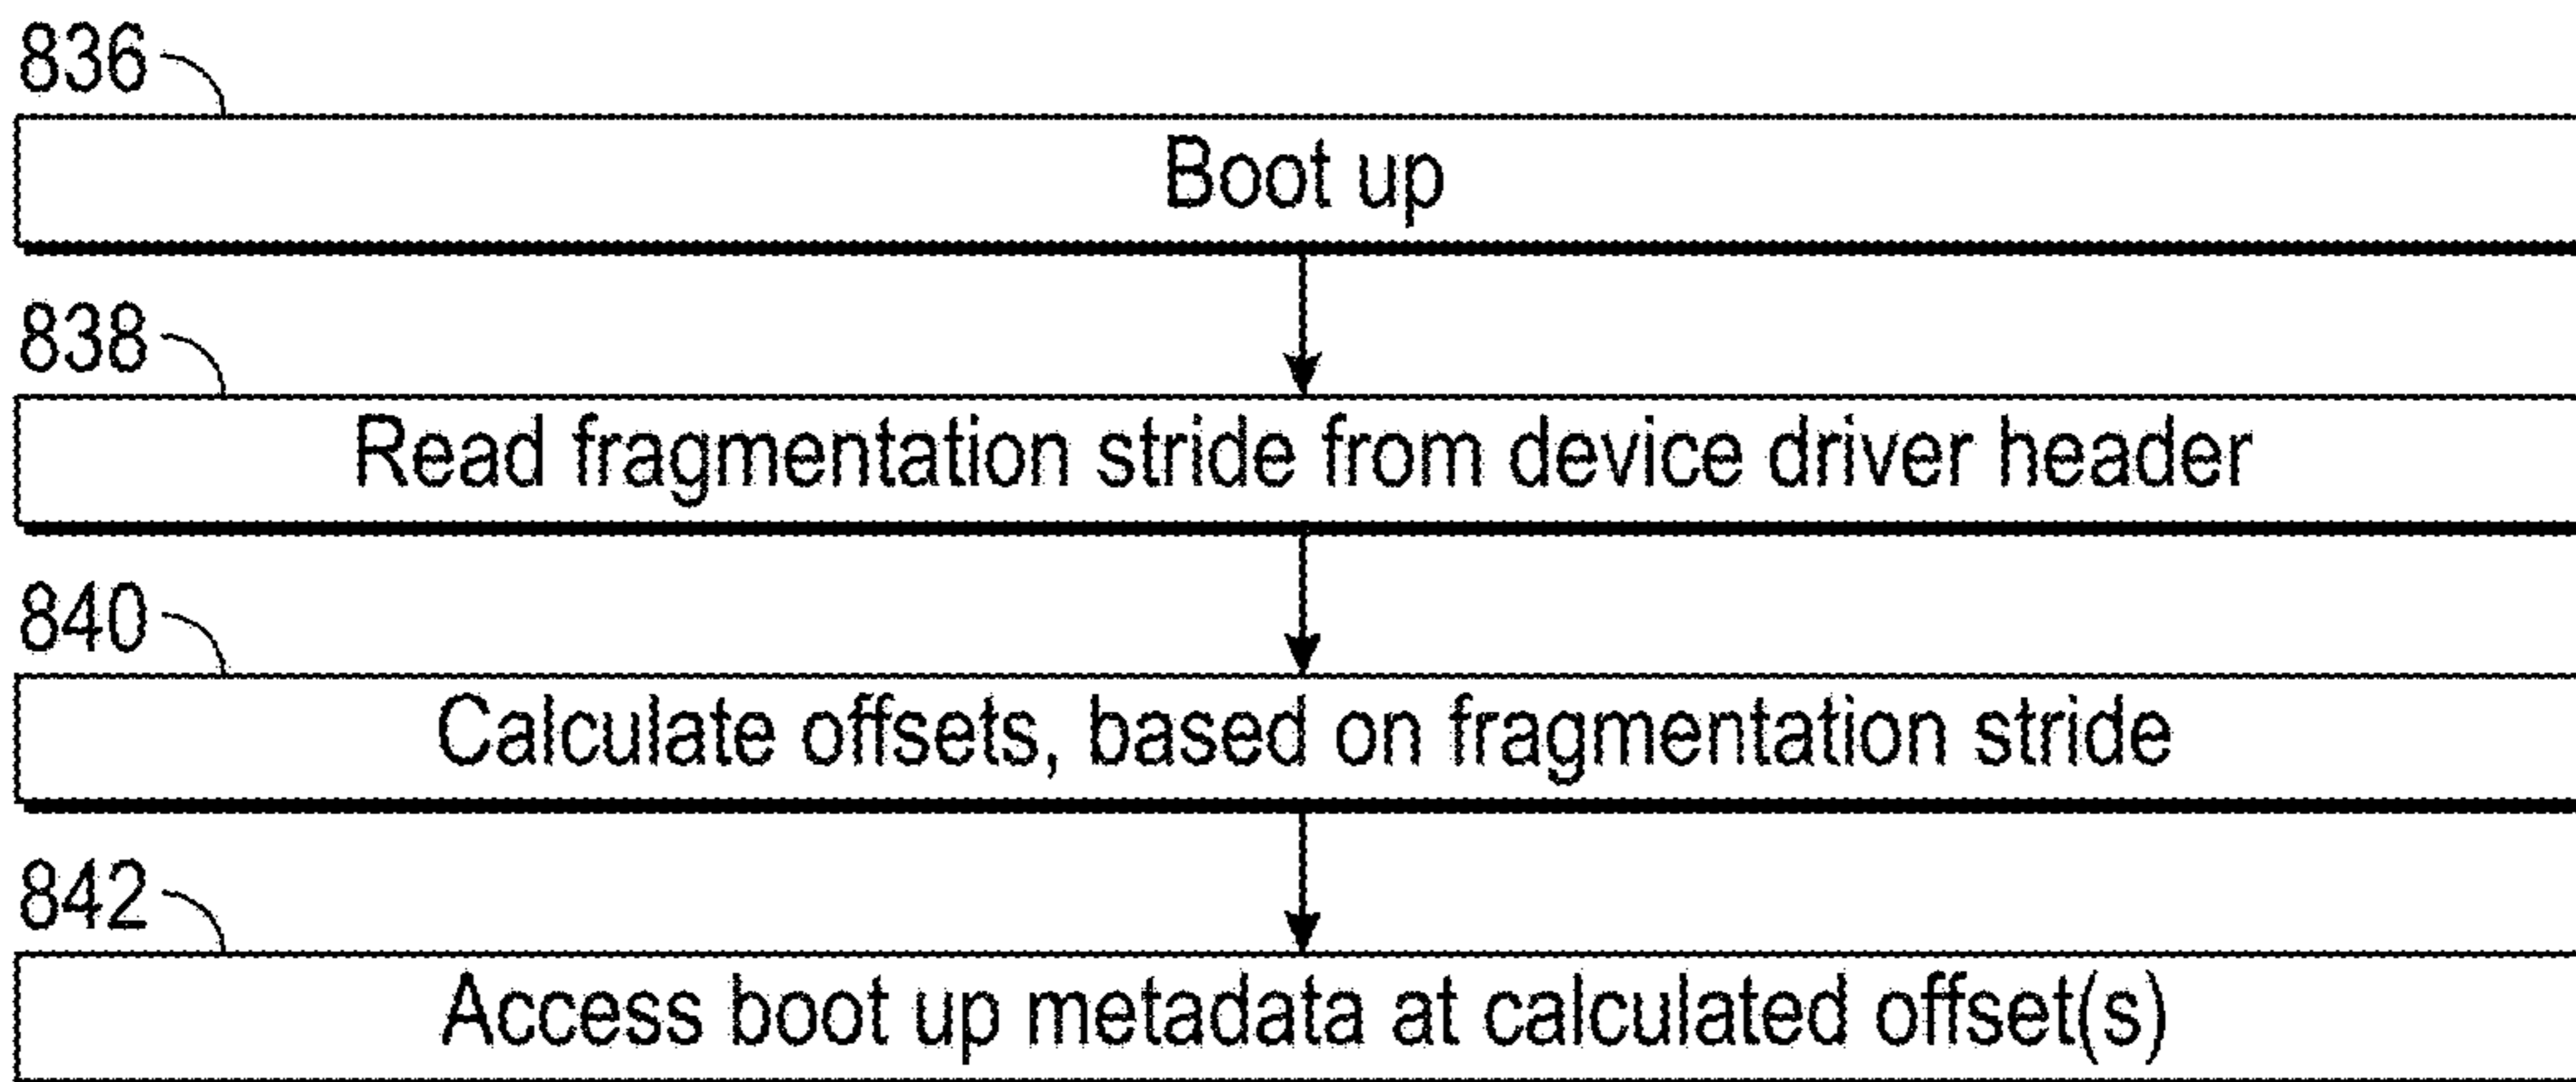 836
Boot up
838
Read fragmentation stride from device driver header
840
Calculate offsets, based on fragmentation stride
842
Access boot up metadata at calculated offset(s)